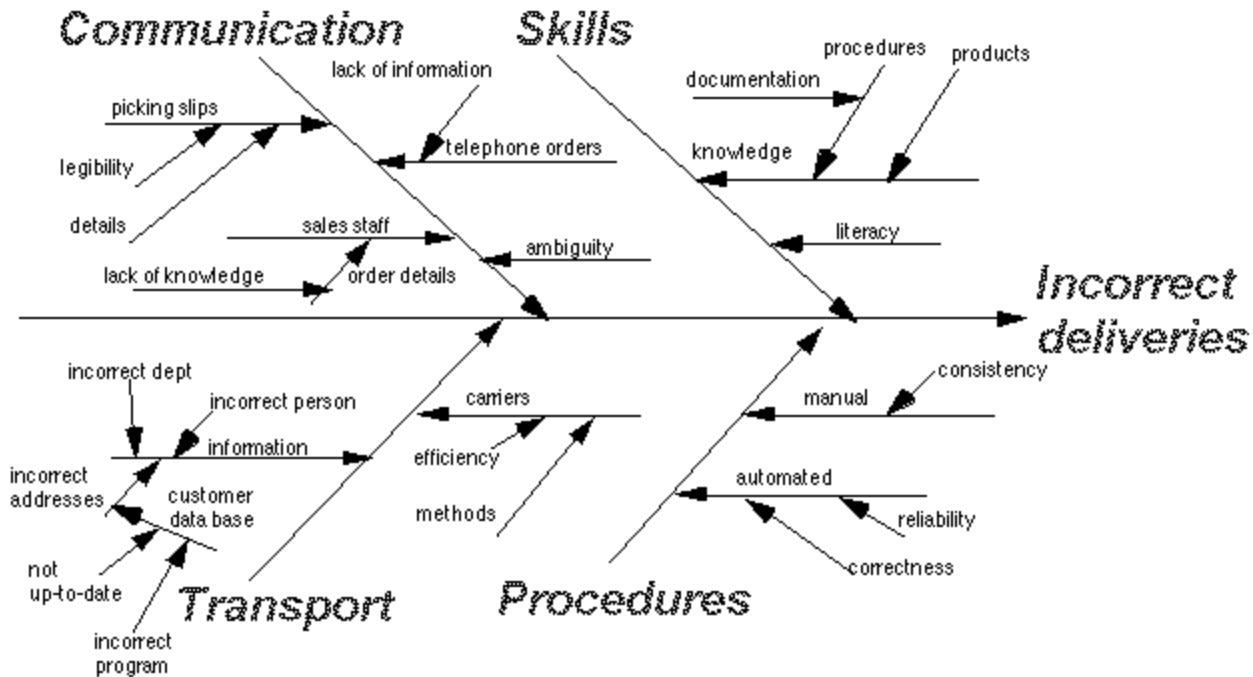 Communication
Skills
procedures
products
lack of information
documentation
picking slips
telephone orders
knowledge
legibility
details
sales staff
ambiguity
literacy
lack of knowledge
order details
Incorrect
deliveries
incorrect dept
incorrect person
information
carriers
manual
consistency
efficiency
incorrect
addresses
customer
data base
automated
methods
reliability
not
up-to-date
correctness
Transport
Procedures
incorrect
program